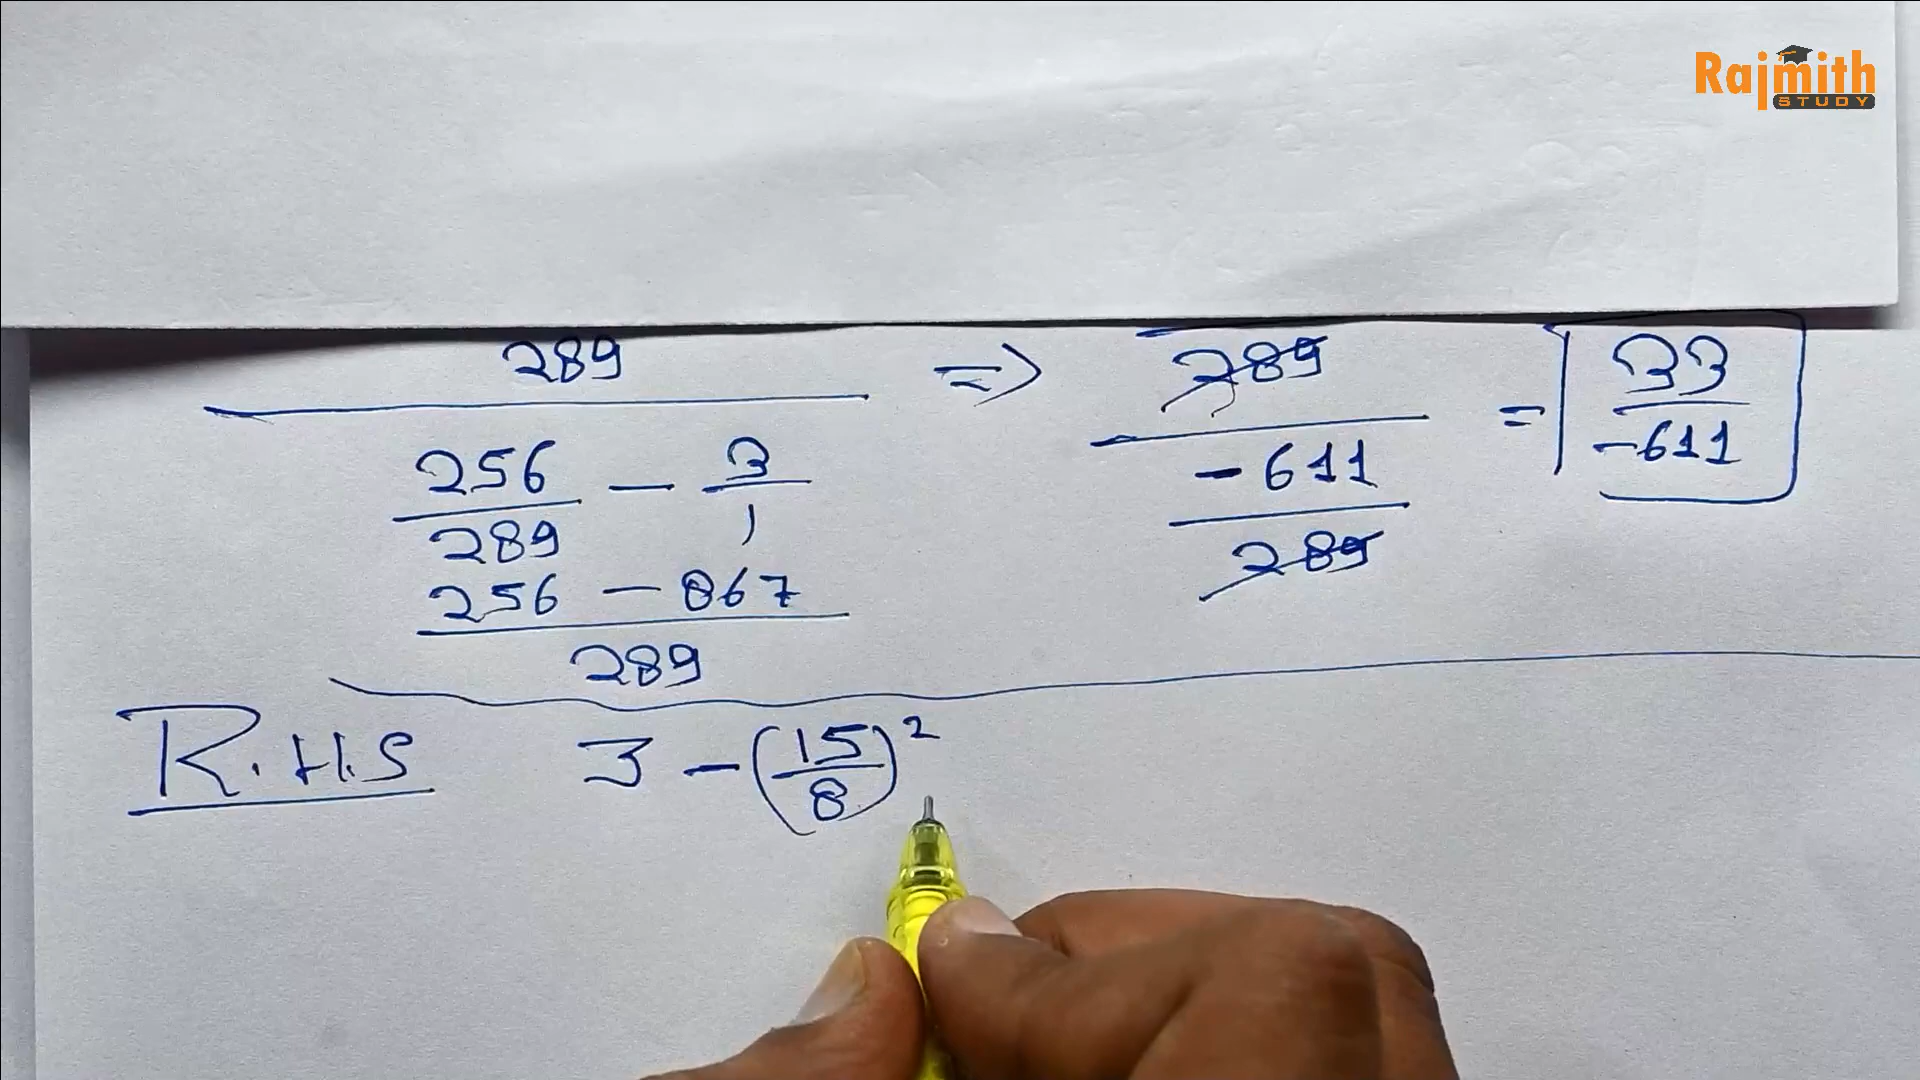 Rajmith
STUDY
289
256/289 - 3/1
256 - 867
289
=>
289
-611
289
= 33/-611
R.H.S 3 - (15/8)²